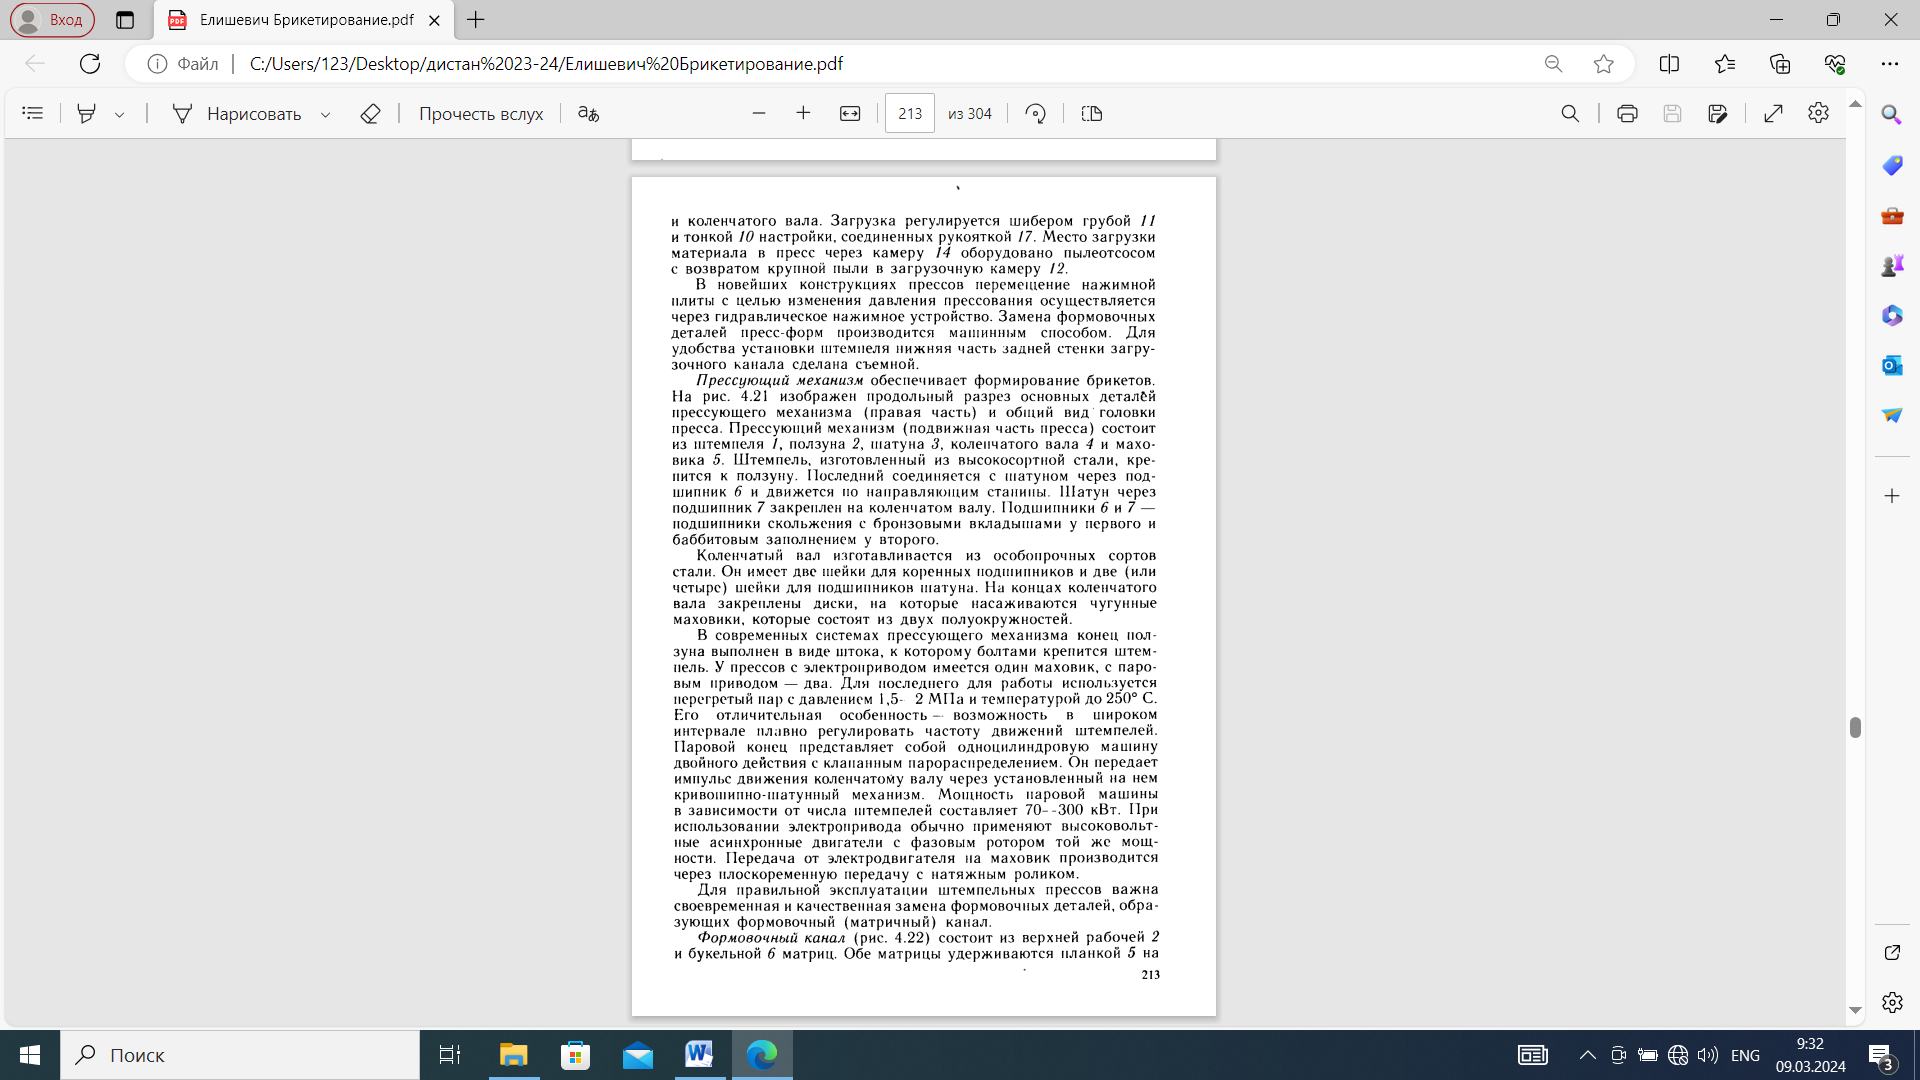 Вход
Елишевич Брикетирование.pdf
Файл
C:/Users/123/Desktop/дистан%2023-24/Елишевич%20Брикетирование.pdf
Нарисовать
Прочесть вслух
213
из 304
и коленчатого вала. Загрузка регулируется шибером грубой 11
и тонкой 10 настройки, соединенных рукояткой 17. Место загрузки
материала в пресс через камеру 14 оборудовано пылеотсосом
с возвратом крупной пыли в загрузочную камеру 12.
В новейших конструкциях прессов перемещение нажимной
плиты с целью изменения давления прессования осуществляется
через гидравлическое нажимное устройство. Замена формовочных
деталей пресс-форм производится машинным способом. Для
удобства установки штемпеля нижняя часть задней стенки загру-
зочного канала сделана съемной.
Прессующий механизм обеспечивает формирование брикетов.
На рис. 4.21 изображен продольный разрез основных деталей
прессующего механизма (правая часть) и общий вид головки
пресса. Прессующий механизм (подвижная часть пресса) состоит
из штемпеля 1, ползуна 2, шатуна 3, коленчатого вала 4 и махо-
вика 5. Штемпель, изготовленный из высокосортной стали, кре-
пится к ползуну. Последний соединяется с шатуном через под-
шипник 6 и движется по направляющим станины. Шатун через
подшипник 7 закреплен на коленчатом валу. Подшипники 6 и 7 —
подшипники скольжения с бронзовыми вкладышами у первого и
баббитовым заполнением у второго.
Коленчатый вал изготавливается из особопрочных сортов
стали. Он имеет две шейки для коренных подшипников и две (или
четыре) шейки для подшипников шатуна. На концах коленчатого
вала закреплены диски, на которые насаживаются чугунные
маховики, которые состоят из двух полуокружностей.
В современных системах прессующего механизма конец пол-
зуна выполнен в виде штока, к которому болтами крепится штем-
пель. У прессов с электроприводом имеется один маховик, с паро-
вым приводом — два. Для последнего для работы используется
перегретый пар с давлением 1,5- 2 МПа и температурой до 250° С.
Его отличительная особенность — возможность в широком
интервале плавно регулировать частоту движений штемпелей.
Паровой конец представляет собой одноцилиндровую машину
двойного действия с клапанным парораспределением. Он передает
импульс движения коленчатому валу через установленный на нем
кривошипно-шатунный механизм. Мощность паровой машины
в зависимости от числа штемпелей составляет 70--300 кВт. При
использовании электропривода обычно применяют высоковольт-
ные асинхронные двигатели с фазовым ротором той же мощ-
ности. Передача от электродвигателя на маховик производится
через плоскоременную передачу с натяжным роликом.
Для правильной эксплуатации штемпельных прессов важна
своевременная и качественная замена формовочных деталей, обра-
зующих формовочный (матричный) канал.
Формовочный канал (рис. 4.22) состоит из верхней рабочей 2
и букельной 6 матриц. Обе матрицы удерживаются планкой 5 на
213
Поиск
ENG
9:32
09.03.2024
3